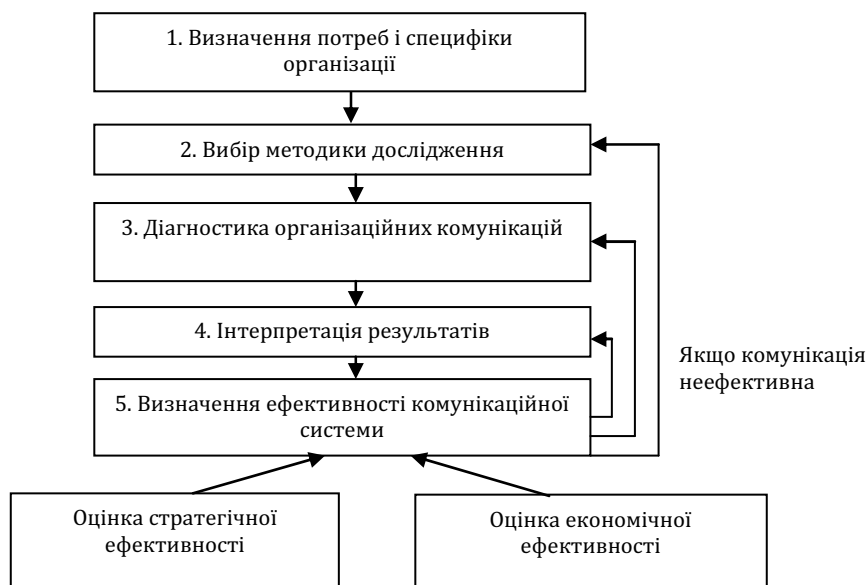 1. Визначення потреб і специфіки
організації
2. Вибір методики дослідження
3. Діагностика організаційних комунікацій
4. Інтерпретація результатів
Якщо комунікація
неефективна
5. Визначення ефективності комунікаційної
системи
Оцінка стратегічної
ефективності
Оцінка економічної
ефективності